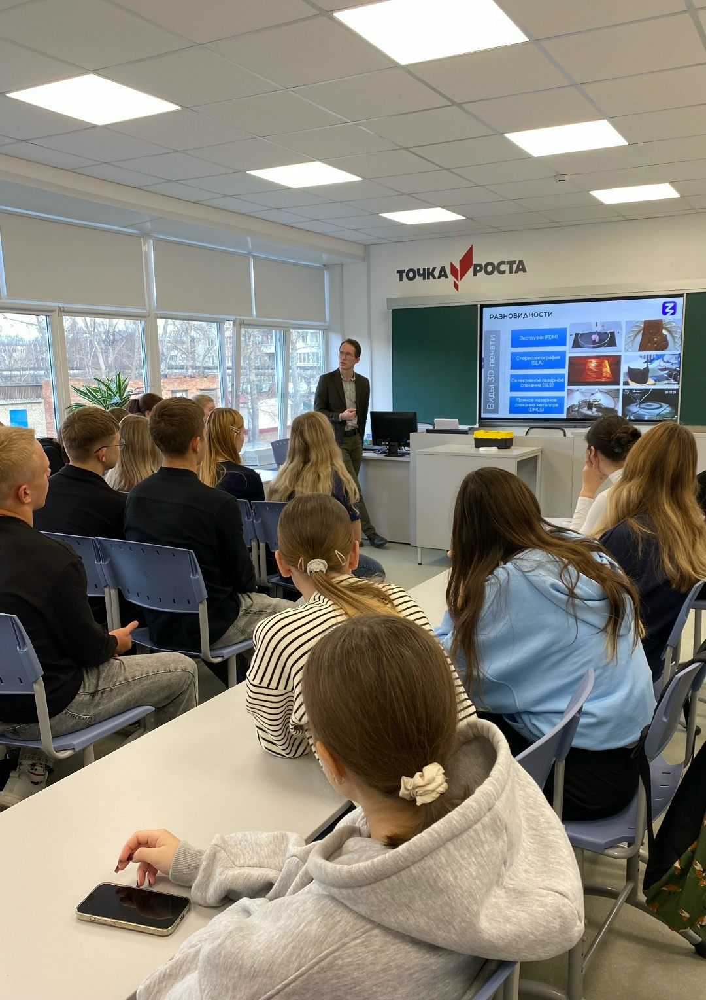 ТОЧКА РОСТА
РАЗНОВИДНОСТИ
Виды 3D-печати
Экструзия (FDM)
Стереолитография
(SLA)
Селективное лазерное
спекание (SLS)
Прямое лазерное
спекание металлов
(DMLS)